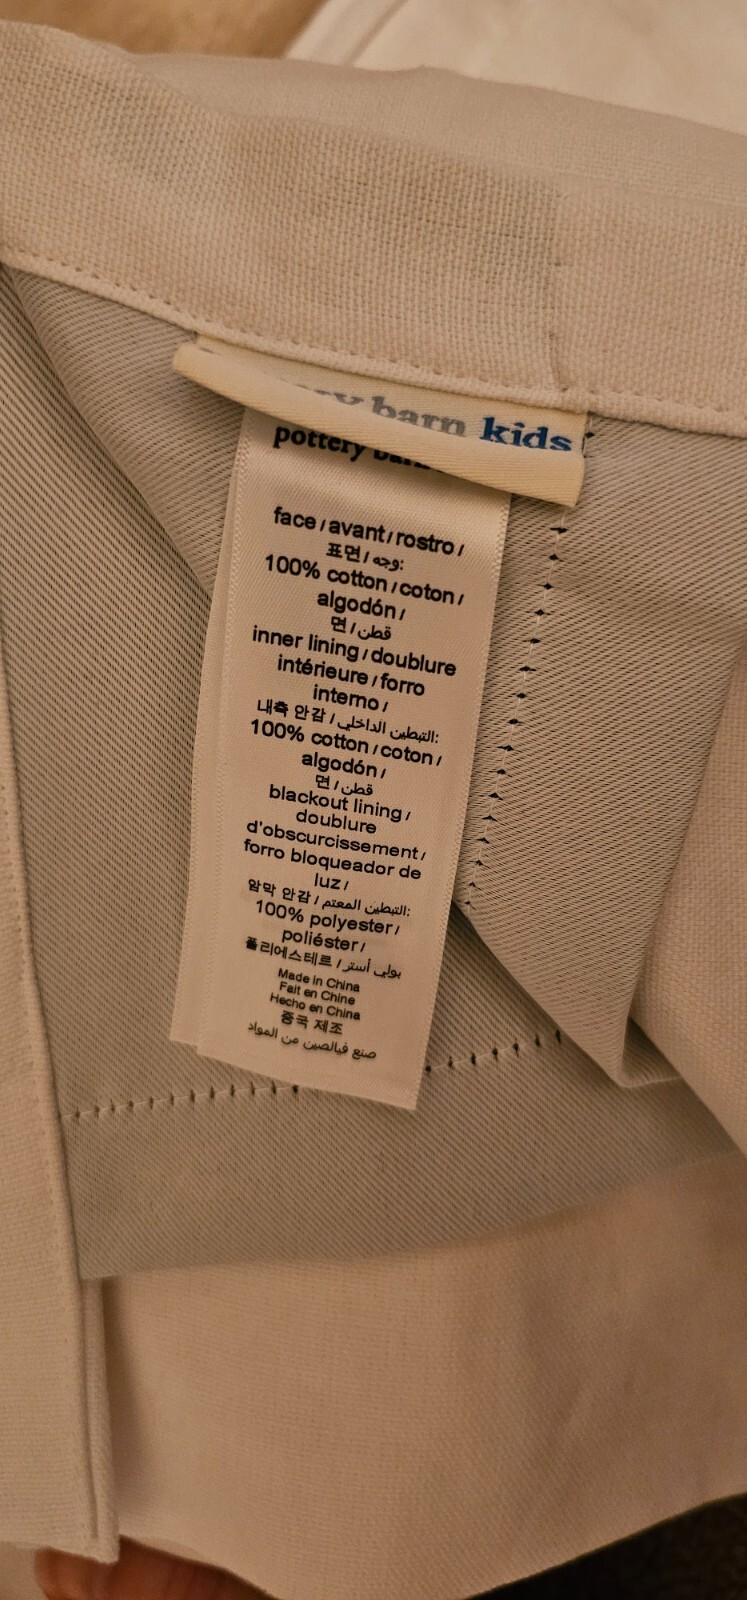 barn kids
pottery
face / avant / rostro /
표면 / وجه:
100% cotton / coton /
algodón /
면 / قطن
inner lining / doublure
intérieure / forro
interno /
내측 안감 / التبطين الداخلي:
100% cotton / coton /
algodón /
면 / قطن
blackout lining /
doublure
d'obscurcissement /
forro bloqueador de
luz /
암막 안감 / التبطين المعتم:
100% polyester /
poliéster /
폴리에스테르 / بولي أستر
Made in China
Fait en Chine
Hecho en China
중국 제조
صنع فيالصين من المواد